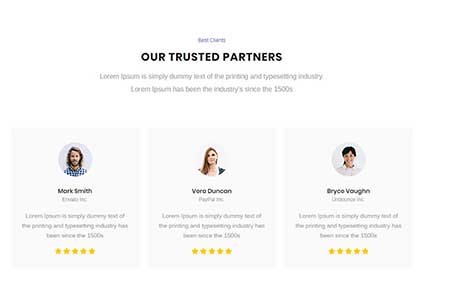 Best Clients
OUR TRUSTED PARTNERS
Lorem Ipsum is simply dummy text of the printing and typesetting industry.
Lorem Ipsum has been the industry's since the 1500s
Mark Smith
Envato Inc.
Lorem Ipsum is simply dummy text of
the printing and typesetting industry has
been since the 1500s
Vera Duncan
PayPal Inc.
Lorem Ipsum is simply dummy text of
the printing and typesetting industry has
been since the 1500s
Bryce Vaughn
Unbounce Inc.
Lorem Ipsum is simply dummy text of
the printing and typesetting industry has
been since the 1500s